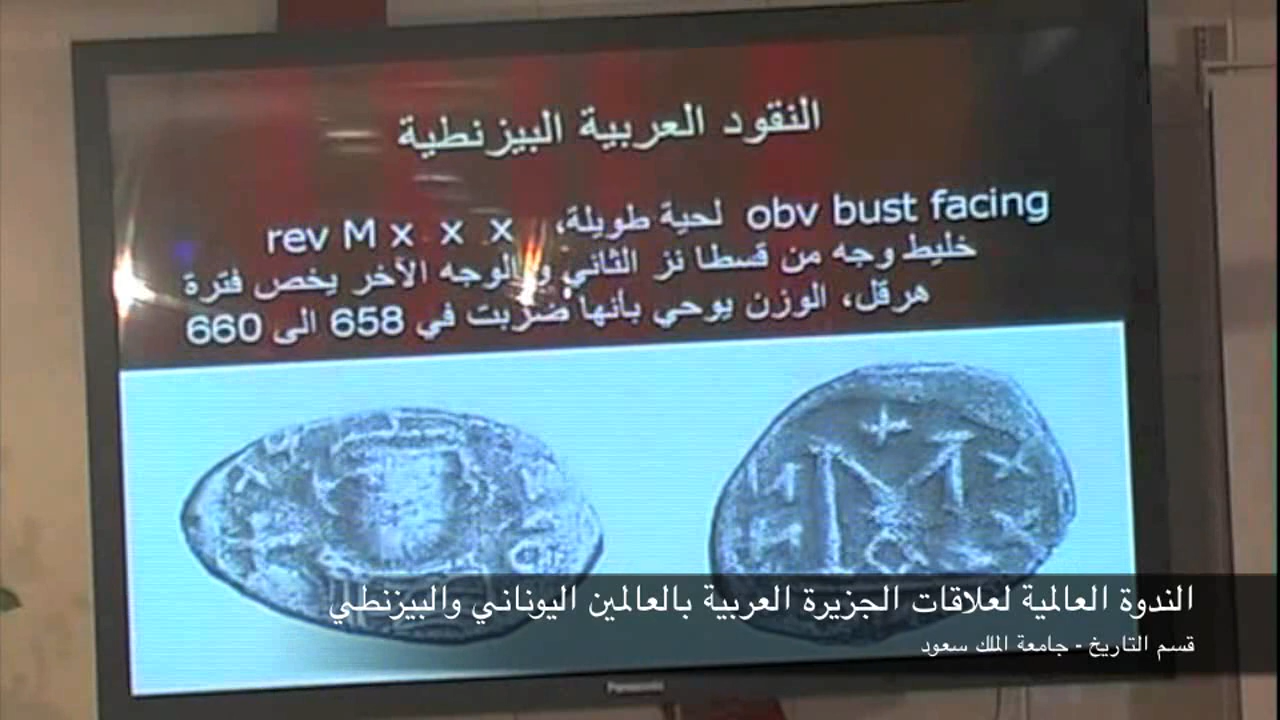 النقود العربية البيزنطية
obv bust facing لحية طويلة، rev M x x x
خليط وجه من قسطا نز الثاني والوجه الآخر يخص فترة
هرقل، الوزن يوحي بأنها ضربت في 658 الى 660
الندوة العالمية لعلاقات الجزيرة العربية بالعالمين اليوناني والبيزنطي
قسم التاريخ - جامعة الملك سعود
Panasonic